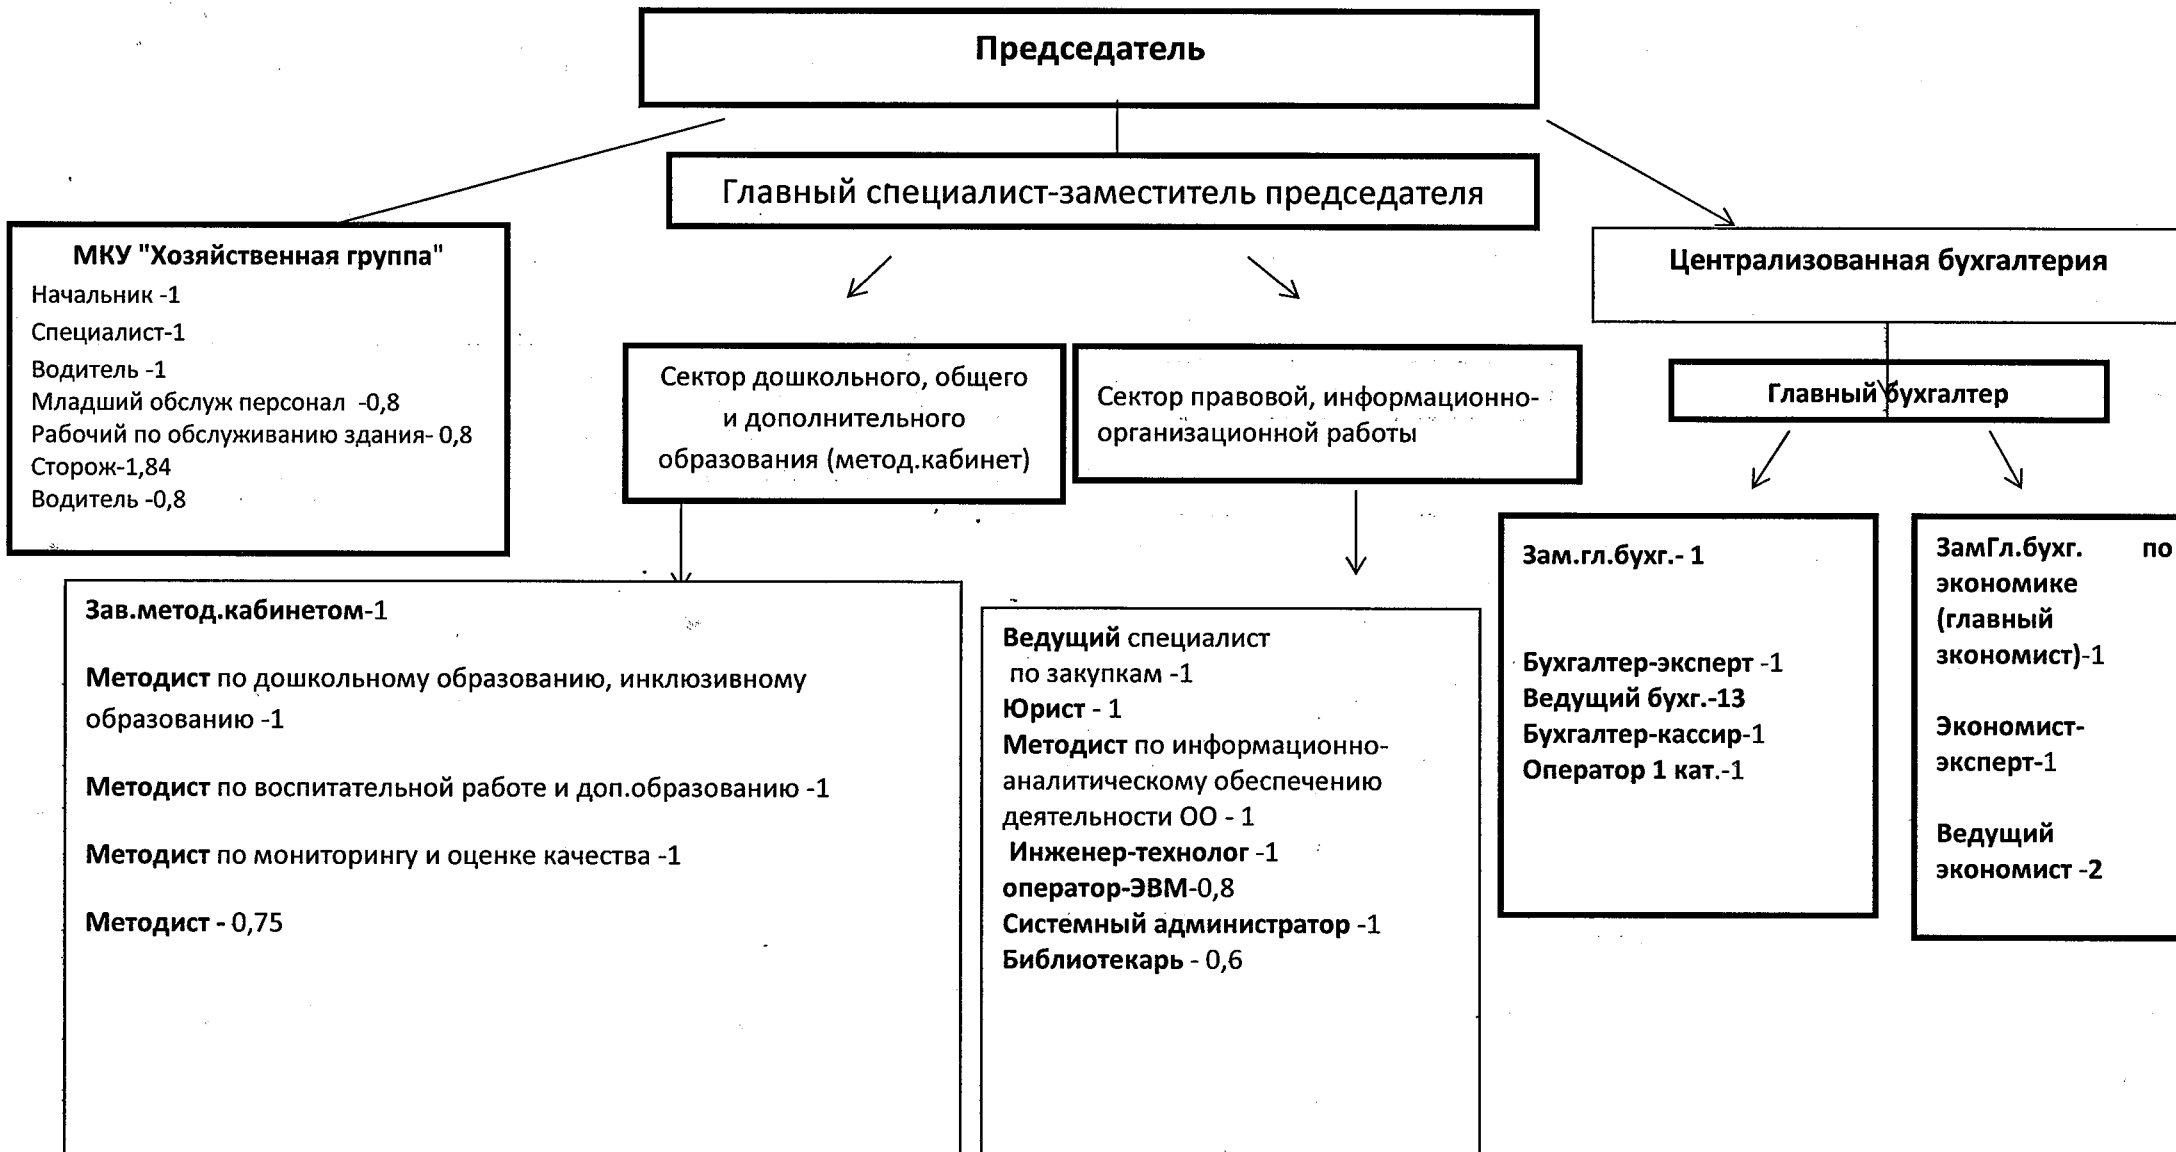 Председатель
Главный специалист-заместитель председателя
МКУ "Хозяйственная группа"
Начальник -1
Специалист-1
Водитель -1
Младший обслуж персонал -0,8
Рабочий по обслуживанию здания- 0,8
Сторож-1,84
Водитель -0,8
Сектор дошкольного, общего
и дополнительного
образования (метод.кабинет)
Сектор правовой, информационно-
организационной работы
Централизованная бухгалтерия
Главный бухгалтер
Зав.метод.кабинетом-1
Методист по дошкольному образованию, инклюзивному
образованию -1
Методист по воспитательной работе и доп.образованию -1
Методист по мониторингу и оценке качества -1
Методист - 0,75
Ведущий специалист
по закупкам -1
Юрист - 1
Методист по информационно-
аналитическому обеспечению
деятельности ОО - 1
Инженер-технолог -1
оператор-ЭВМ-0,8
Системный администратор -1
Библиотекарь - 0,6
Зам.гл.бухг.- 1
Бухгалтер-эксперт -1
Ведущий бухг.-13
Бухгалтер-кассир-1
Оператор 1 кат.-1
ЗамГл.бухг. по
экономике
(главный
зкономист)-1
Экономист-
эксперт-1
Ведущий
экономист -2